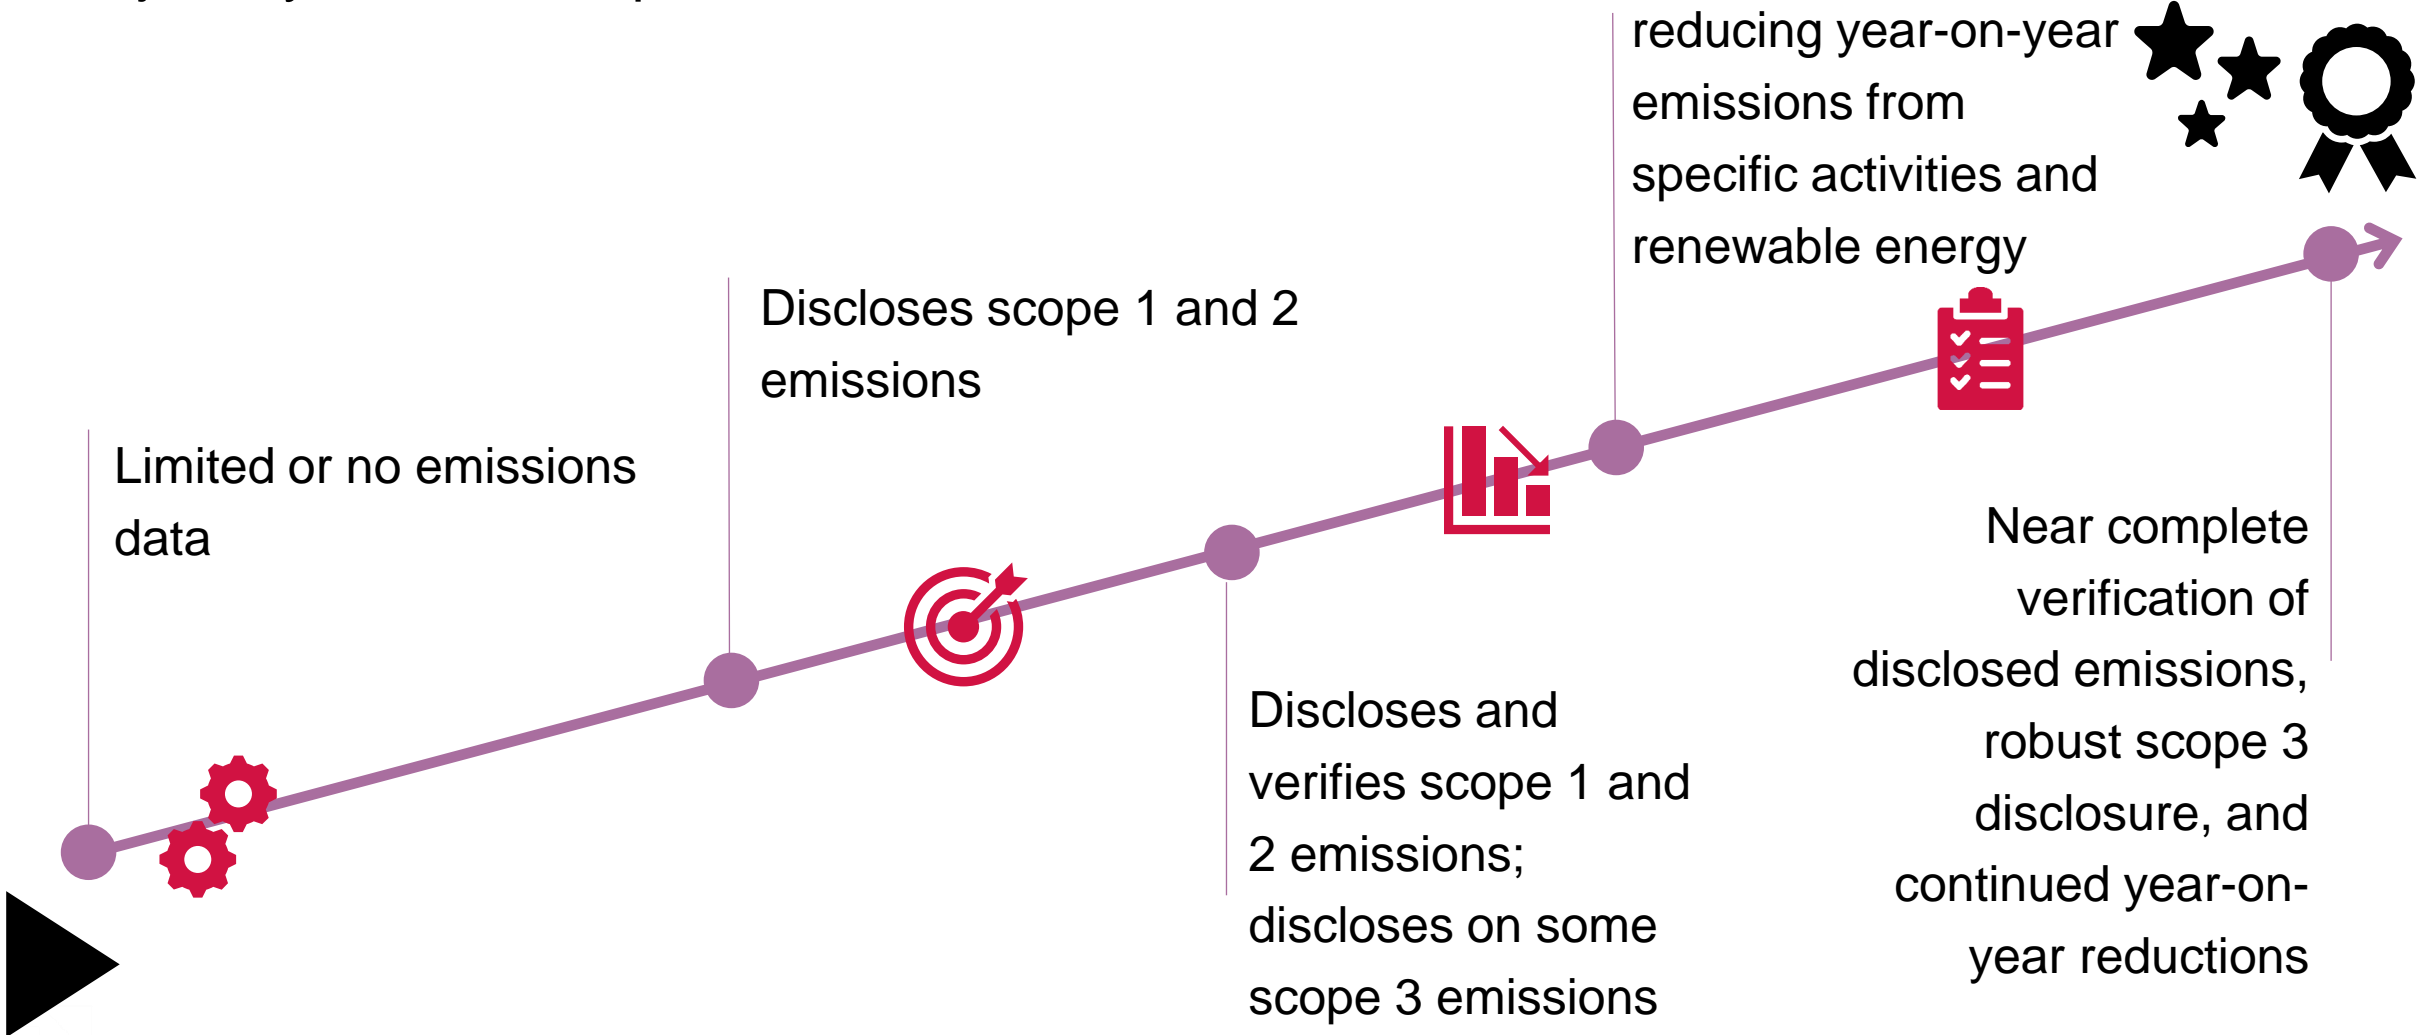 reducing year-on-year
emissions from
specific activities and
renewable energy
Discloses scope 1 and 2
emissions
Limited or no emissions
data
Discloses and
verifies scope 1 and
2 emissions;
discloses on some
scope 3 emissions
Near complete
verification of
disclosed emissions,
robust scope 3
disclosure, and
continued year-on-
year reductions